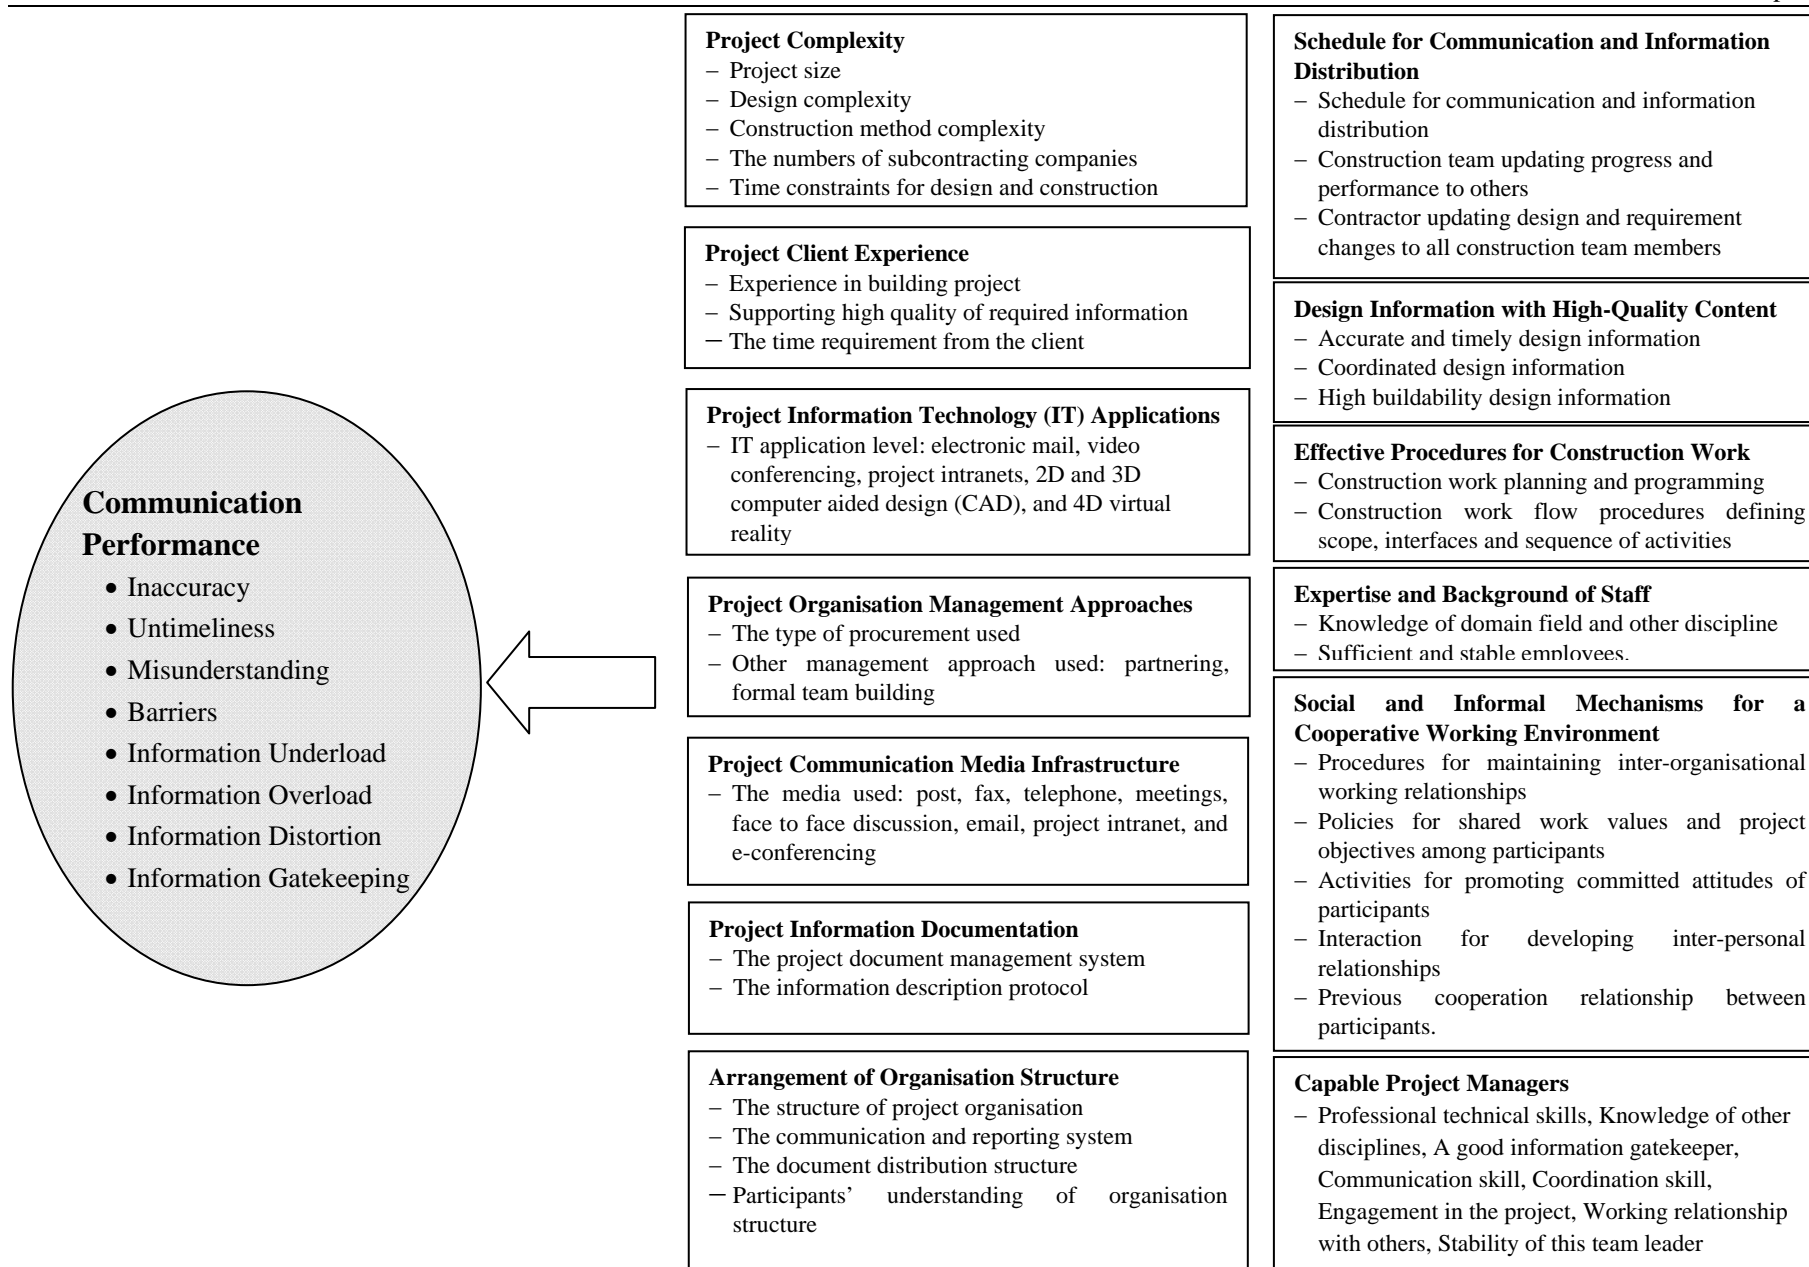 Communication
Performance
• Inaccuracy
• Untimeliness
• Misunderstanding
• Barriers
• Information Underload
• Information Overload
• Information Distortion
• Information Gatekeeping
Project Complexity
– Project size
– Design complexity
– Construction method complexity
– The numbers of subcontracting companies
– Time constraints for design and construction
Project Client Experience
– Experience in building project
– Supporting high quality of required information
– The time requirement from the client
Project Information Technology (IT) Applications
– IT application level: electronic mail, video
conferencing, project intranets, 2D and 3D
computer aided design (CAD), and 4D virtual
reality
Project Organisation Management Approaches
– The type of procurement used
– Other management approach used: partnering,
formal team building
Project Communication Media Infrastructure
– The media used: post, fax, telephone, meetings,
face to face discussion, email, project intranet, and
e-conferencing
Project Information Documentation
– The project document management system
– The information description protocol
Arrangement of Organisation Structure
– The structure of project organisation
– The communication and reporting system
– The document distribution structure
– Participants’ understanding of organisation
structure
Schedule for Communication and Information
Distribution
– Schedule for communication and information
distribution
– Construction team updating progress and
performance to others
– Contractor updating design and requirement
changes to all construction team members
Design Information with High-Quality Content
– Accurate and timely design information
– Coordinated design information
– High buildability design information
Effective Procedures for Construction Work
– Construction work planning and programming
– Construction work flow procedures defining
scope, interfaces and sequence of activities
Expertise and Background of Staff
– Knowledge of domain field and other discipline
– Sufficient and stable employees.
Social and Informal Mechanisms for a
Cooperative Working Environment
– Procedures for maintaining inter-organisational
working relationships
– Policies for shared work values and project
objectives among participants
– Activities for promoting committed attitudes of
participants
– Interaction for developing inter-personal
relationships
– Previous cooperation relationship between
participants.
Capable Project Managers
– Professional technical skills, Knowledge of other
disciplines, A good information gatekeeper,
Communication skill, Coordination skill,
Engagement in the project, Working relationship
with others, Stability of this team leader